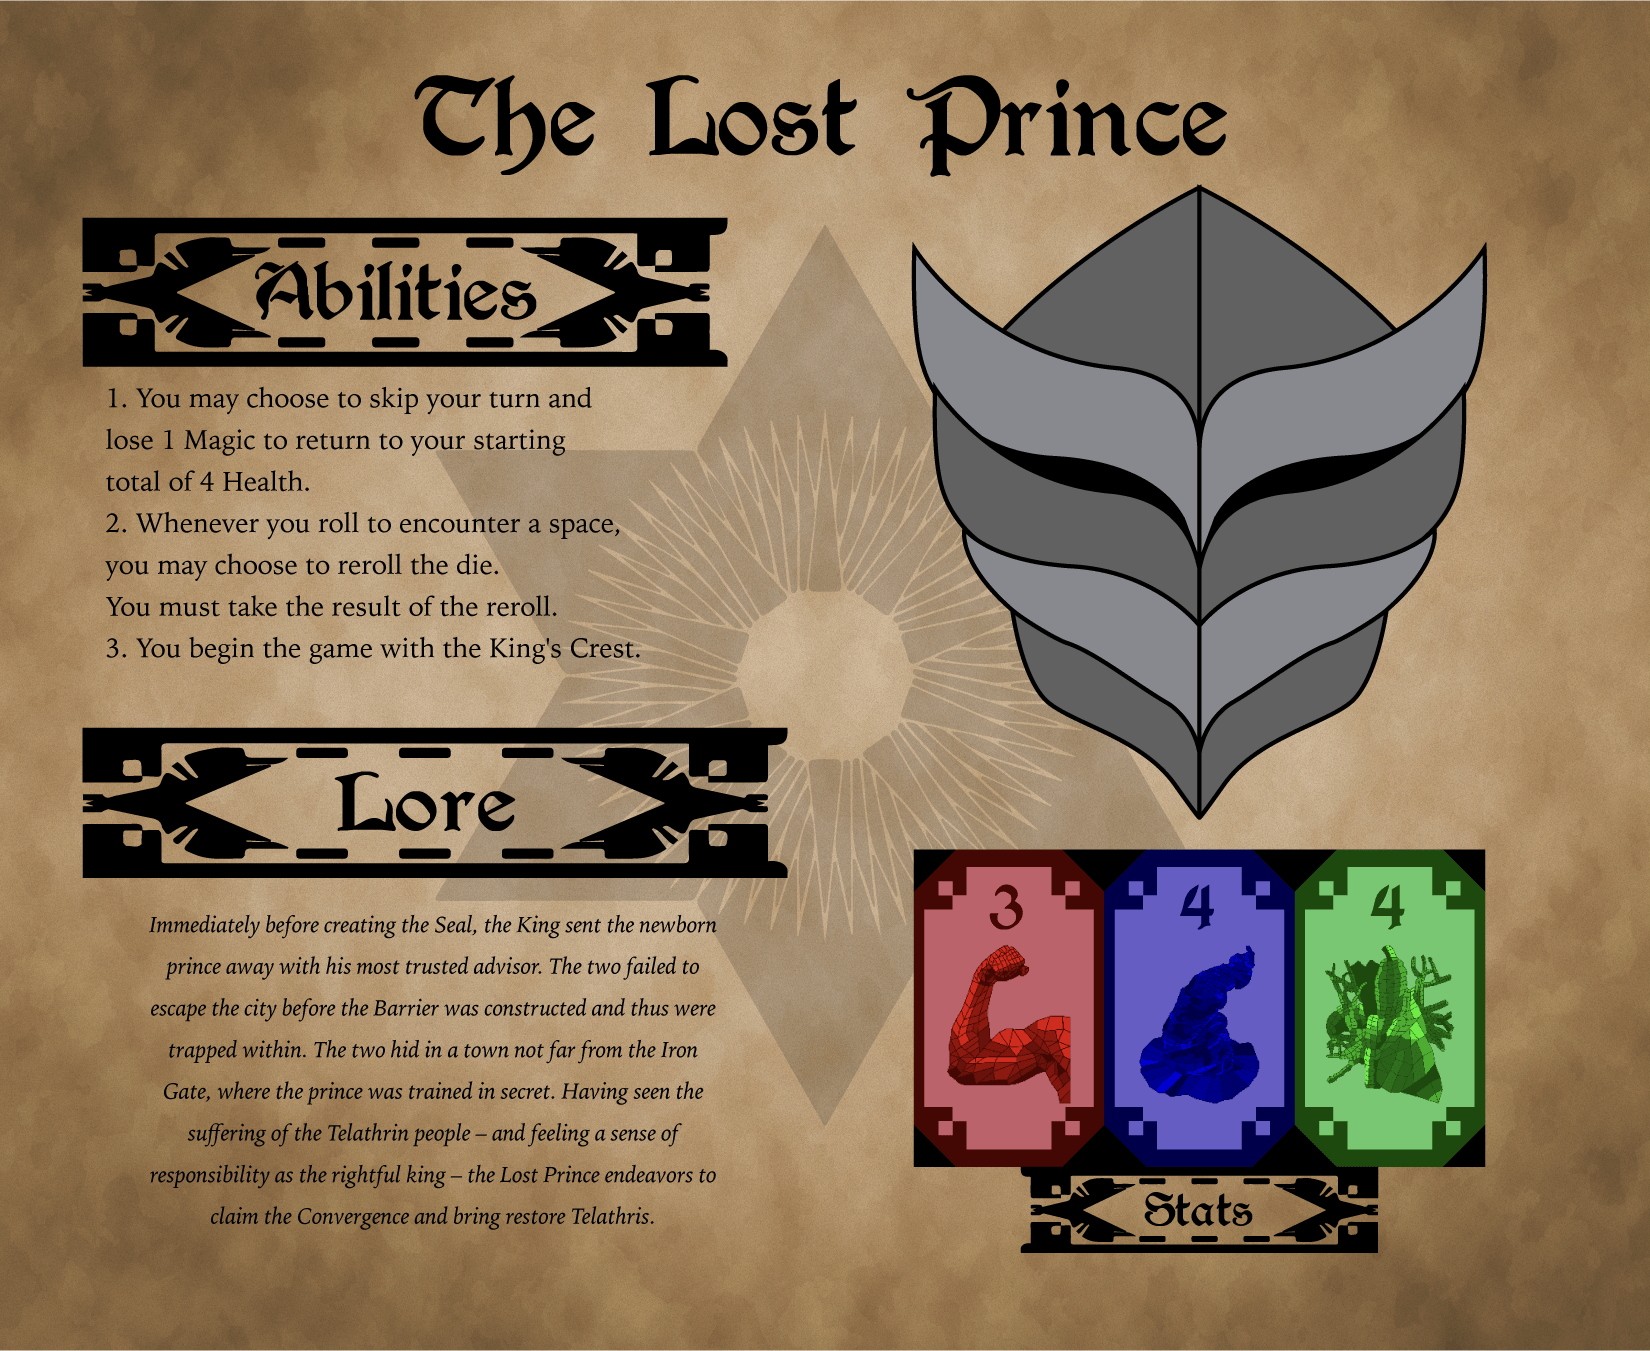 The Lost Prince
Abilities
1. You may choose to skip your turn and
lose 1 Magic to return to your starting
total of 4 Health.
2. Whenever you roll to encounter a space,
you may choose to reroll the die.
You must take the result of the reroll.
3. You begin the game with the King's Crest.
Lore
Immediately before creating the Seal, the King sent the newborn
prince away with his most trusted advisor. The two failed to
escape the city before the Barrier was constructed and thus were
trapped within. The two hid in a town not far from the Iron
Gate, where the prince was trained in secret. Having seen the
suffering of the Telathrin people – and feeling a sense of
responsibility as the rightful king – the Lost Prince endeavors to
claim the Convergence and bring restore Telathris.
3 4 4
Stats